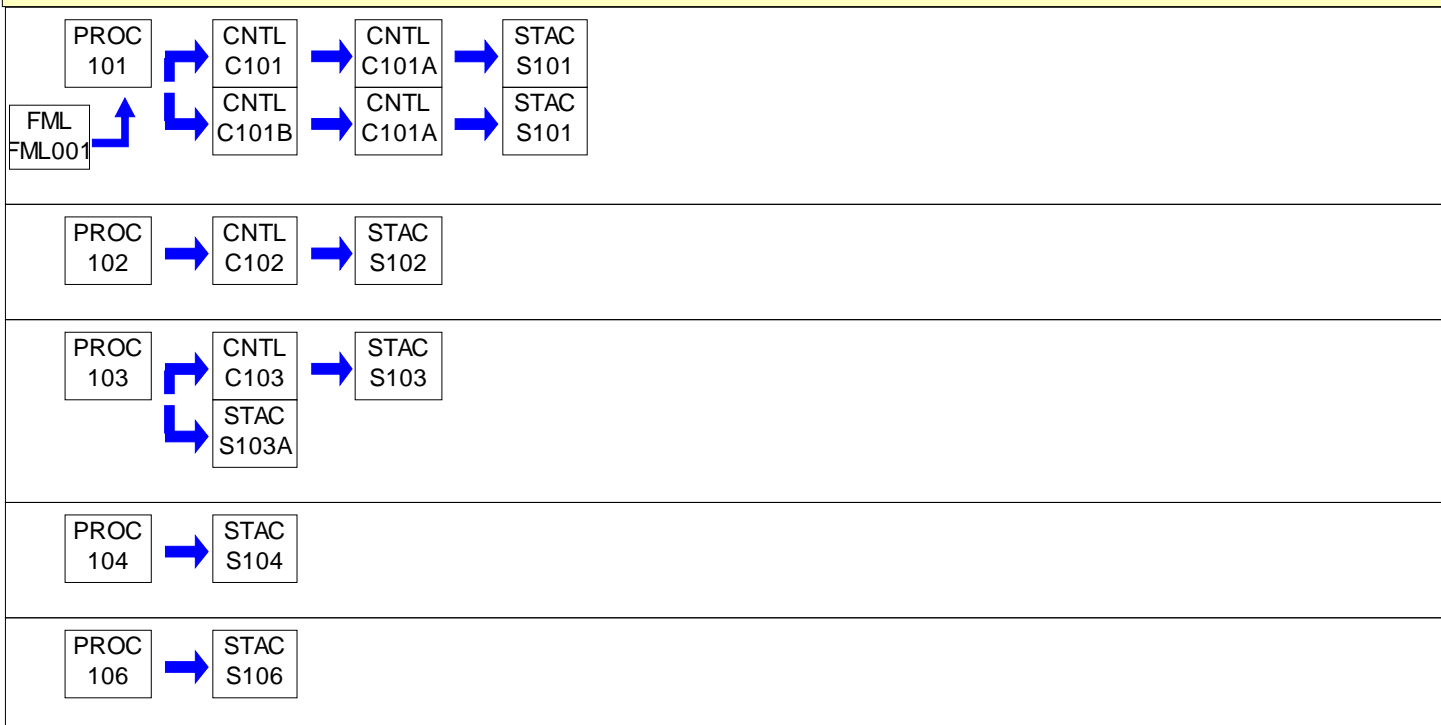 PROC
101
CNTL
C101
CNTL
C101A
STAC
S101
FML
FML001
CNTL
C101B
CNTL
C101A
STAC
S101
PROC
102
CNTL
C102
STAC
S102
PROC
103
CNTL
C103
STAC
S103
STAC
S103A
PROC
104
STAC
S104
PROC
106
STAC
S106